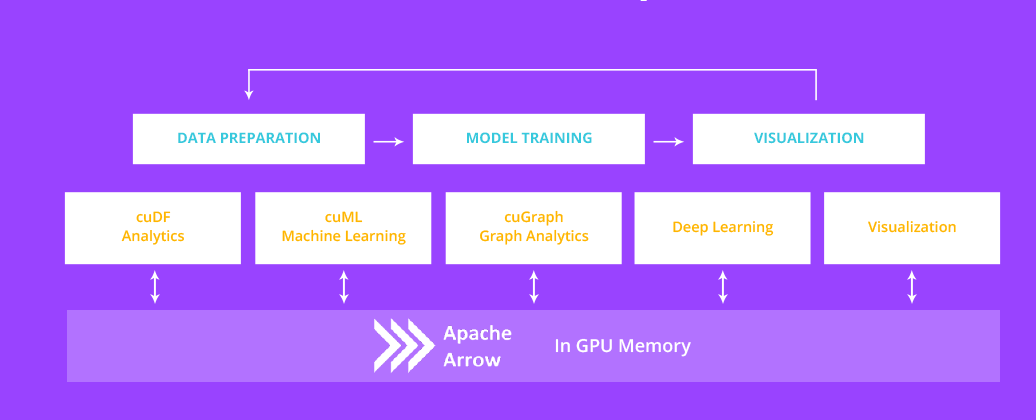 DATA PREPARATION
MODEL TRAINING
VISUALIZATION
cuDF
Analytics
cuML
Machine Learning
cuGraph
Graph Analytics
Deep Learning
Visualization
Apache
Arrow
In GPU Memory